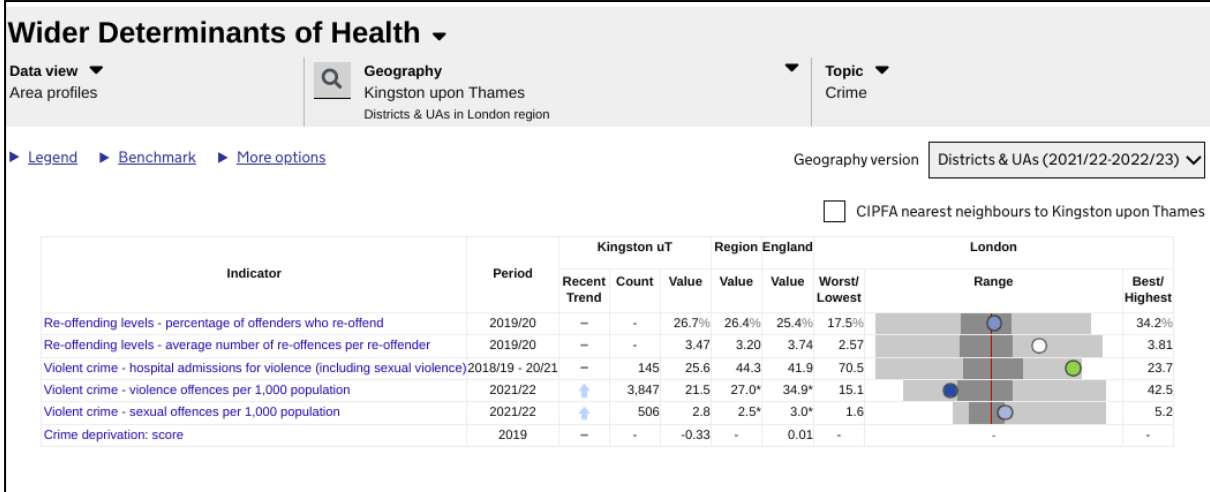 Wider Determinants of Health
Data view
Area profiles
Geography
Kingston upon Thames
Districts & UAs in London region
Topic
Crime
Legend Benchmark More options
Geography version Districts & UAs (2021/22-2022/23)
CIPFA nearest neighbours to Kingston upon Thames
Kingston uT Region England London
Indicator Period Recent Trend Count Value Value Value Worst/ Lowest Range Best/ Highest
Re-offending levels - percentage of offenders who re-offend 2019/20 – - 26.7% 26.4% 25.4% 17.5% 34.2%
Re-offending levels - average number of re-offences per re-offender 2019/20 – - 3.47 3.20 3.74 2.57 3.81
Violent crime - hospital admissions for violence (including sexual violence) 2018/19 - 20/21 – 145 25.6 44.3 41.9 70.5 23.7
Violent crime - violence offences per 1,000 population 2021/22 3,847 21.5 27.0* 34.9* 15.1 42.5
Violent crime - sexual offences per 1,000 population 2021/22 506 2.8 2.5* 3.0* 1.6 5.2
Crime deprivation: score 2019 – - -0.33 - 0.01 - - -